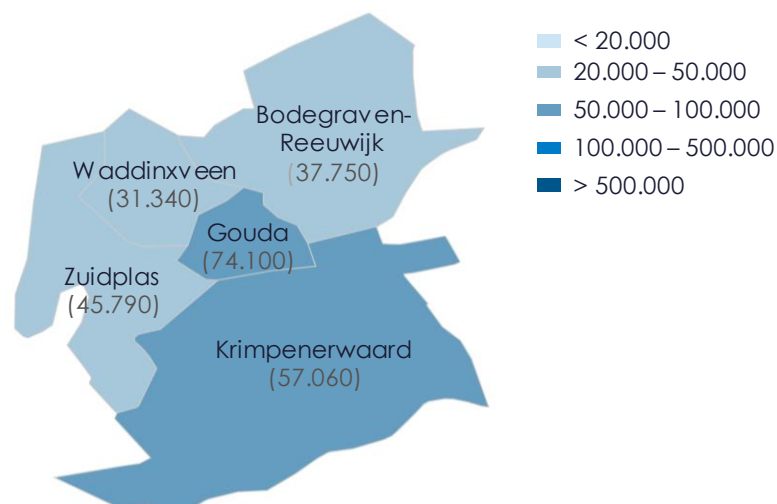 Bodegraven-
Reeuwijk
(37.750)
Waddinxveen
(31.340)
Gouda
(74.100)
Zuidplas
(45.790)
Krimpenerwaard
(57.060)
< 20.000
20.000 – 50.000
50.000 – 100.000
100.000 – 500.000
> 500.000